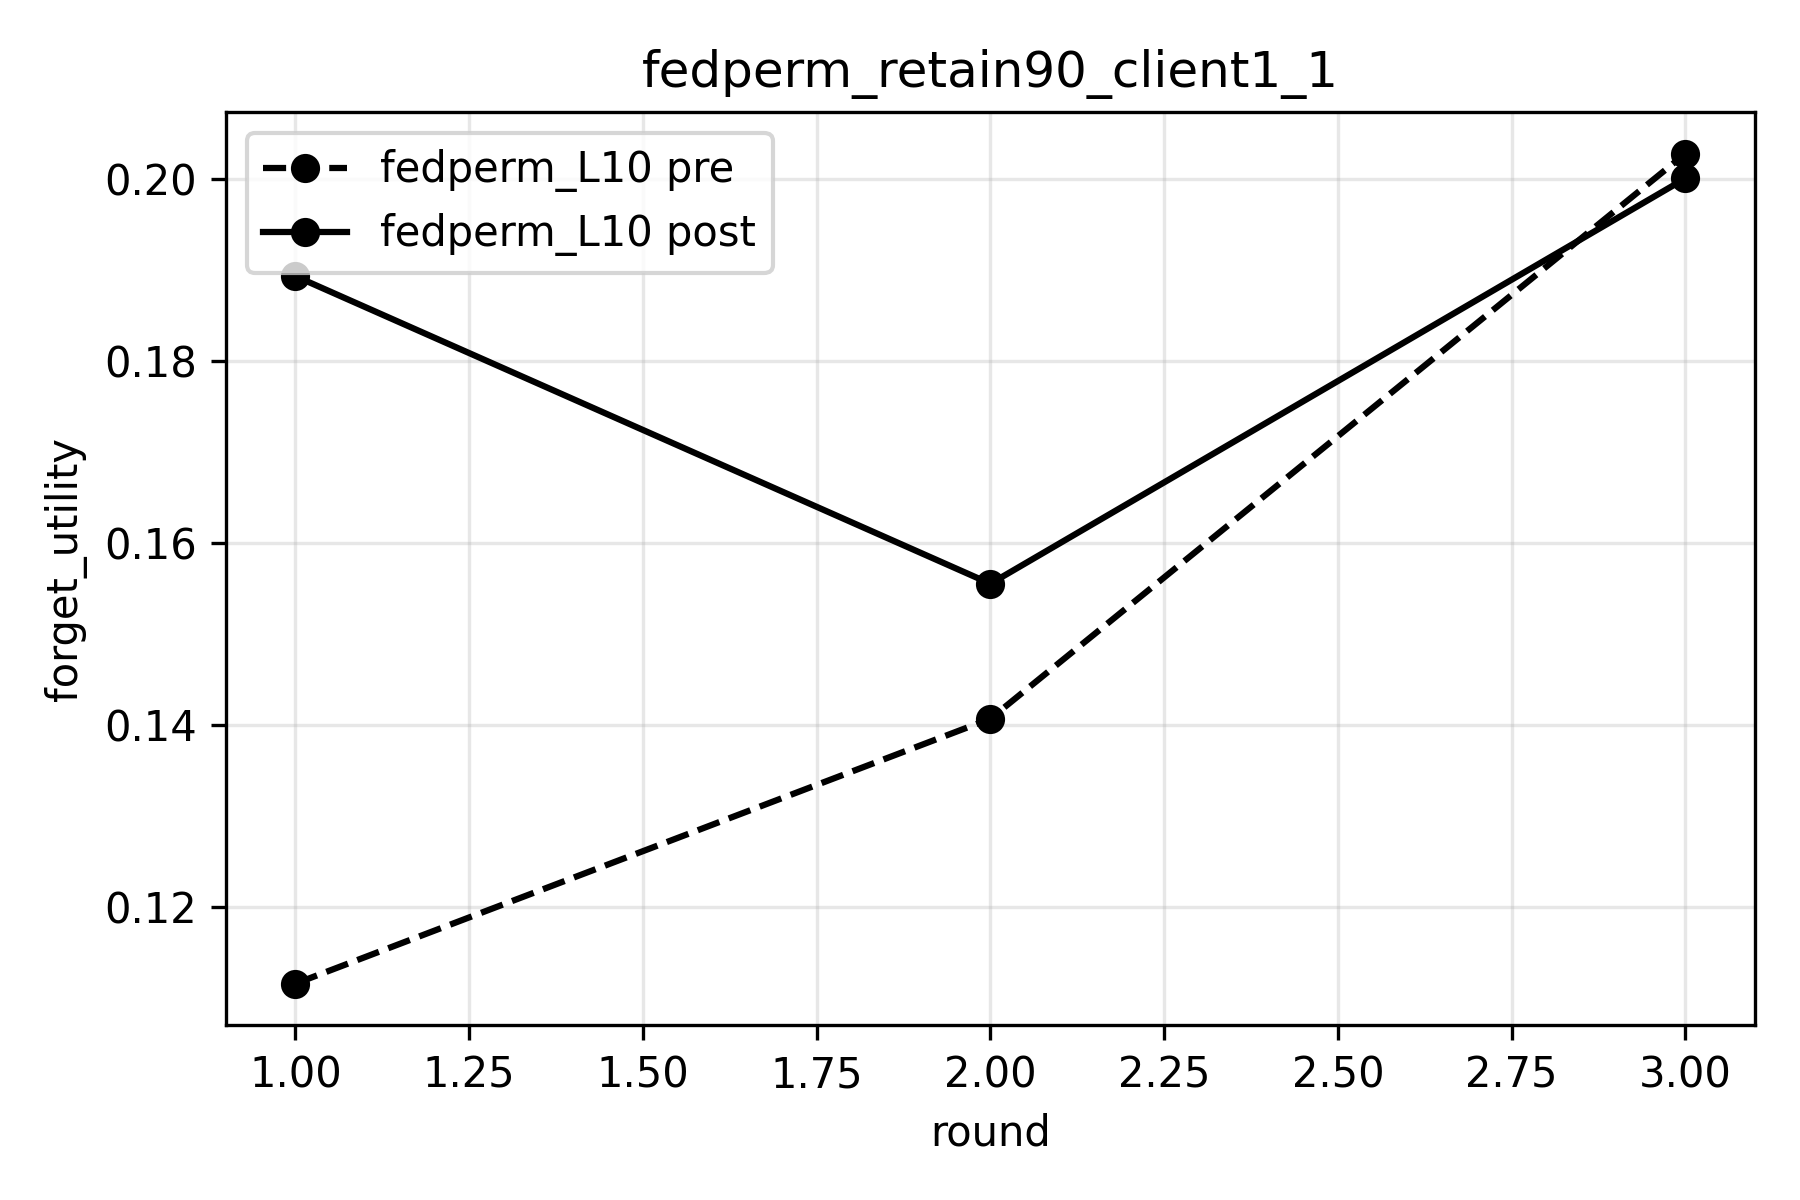 fedperm_retain90_client1_1
fedperm_L10 pre
fedperm_L10 post
forget_utility
0.20
0.18
0.16
0.14
0.12
1.00 1.25 1.50 1.75 2.00 2.25 2.50 2.75 3.00
round